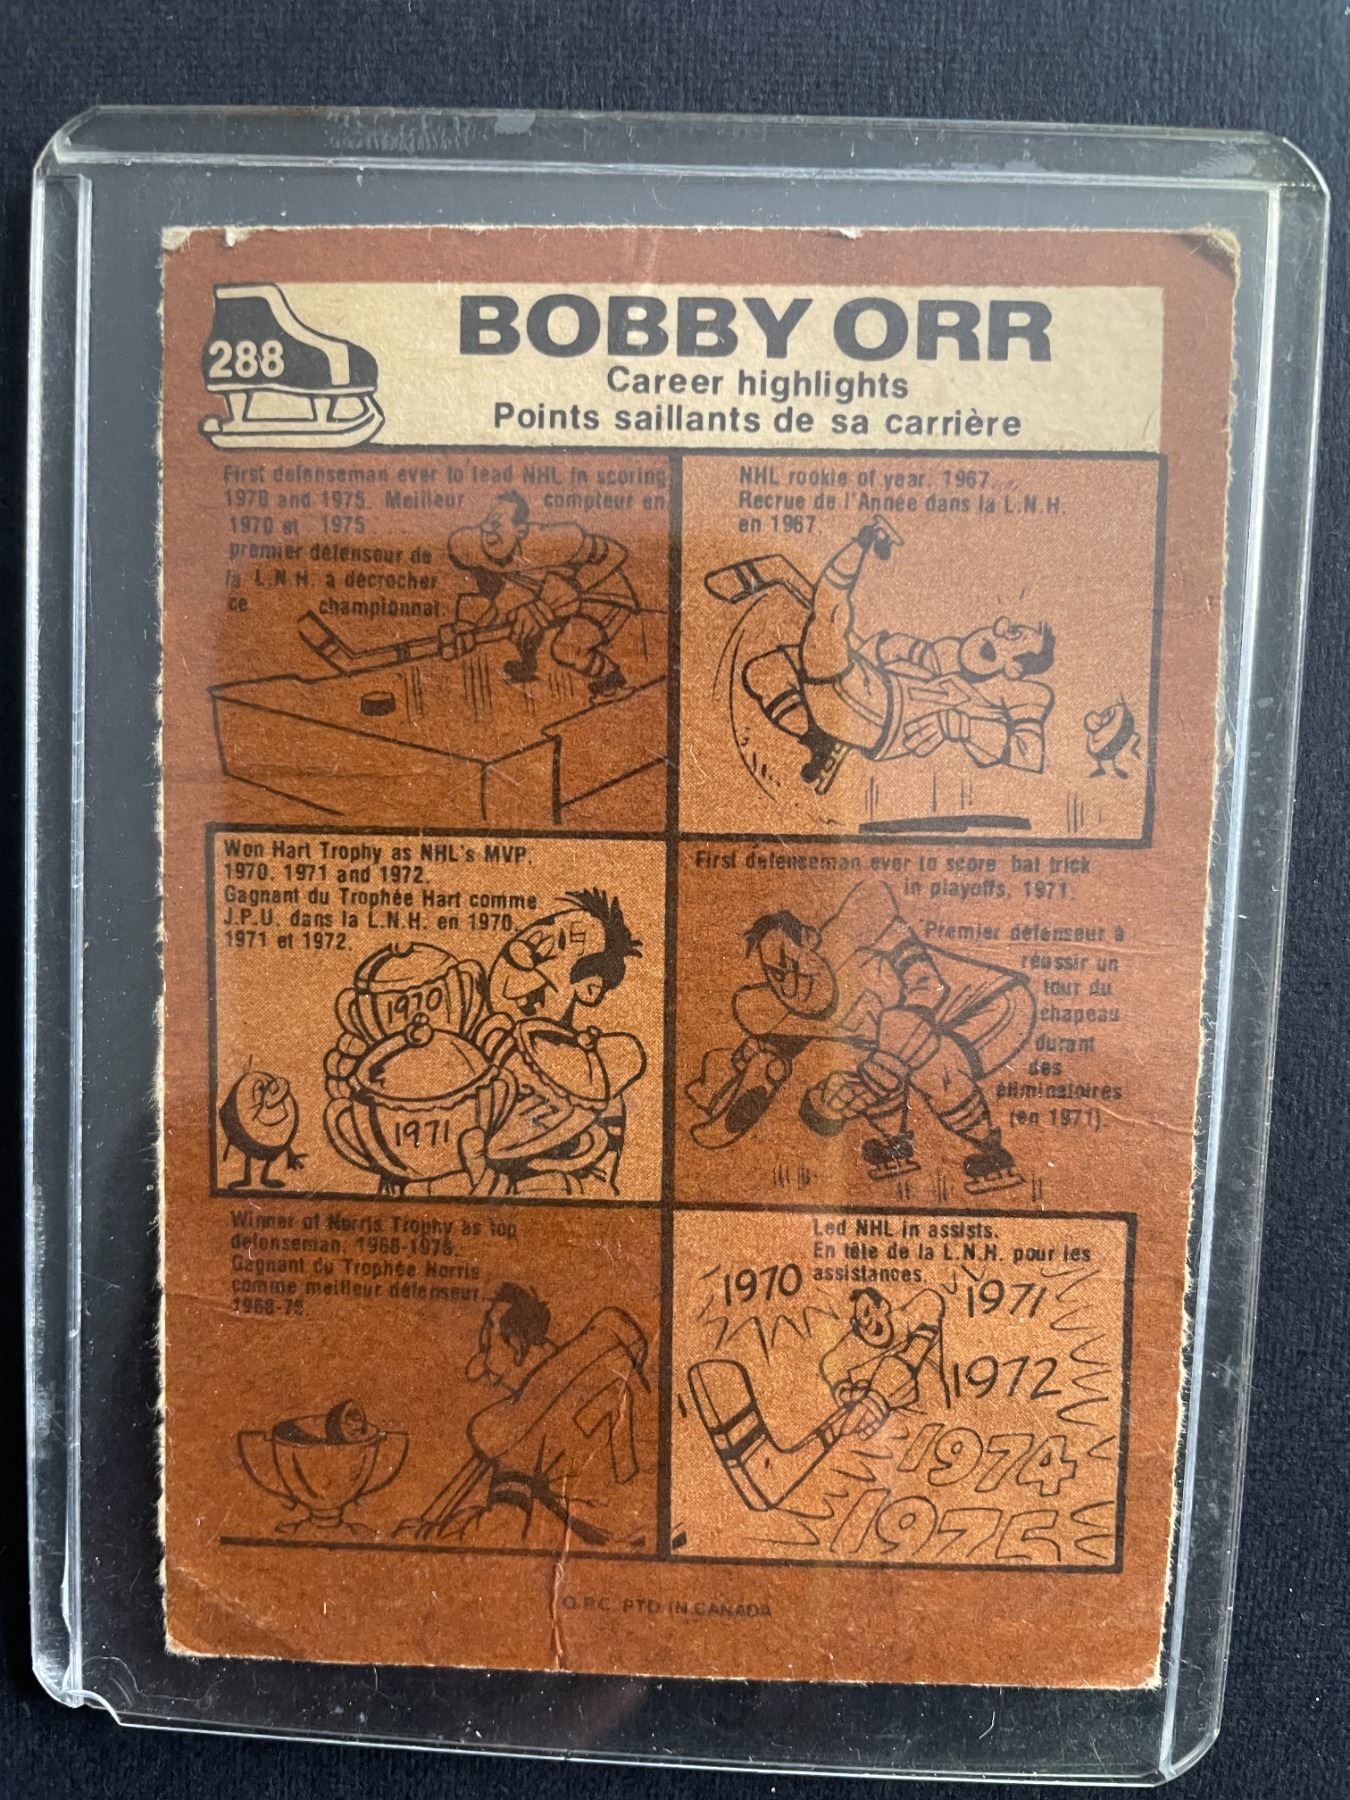 288
BOBBY ORR
Career highlights
Points saillants de sa carrière
First defenseman ever to lead NHL in scoring
1970 and 1975. Meilleur compteur en
1970 et 1975
premier défenseur de
la L.N.H. à décrocher
ce championnat.
NHL rookie of year. 1967.
Recrue de l'Année dans la L.N.H.
en 1967.
Won Hart Trophy as NHL's MVP.
1970. 1971 and 1972.
Gagnant du Trophée Hart comme
J.P.U. dans la L.N.H. en 1970.
1971 et 1972.
1970
1971
1972
First defenseman ever to score hat trick
in playoffs. 1971.
Premier défenseur à
réussir un
tour du
chapeau
durant
des
éliminatoires
(en 1971).
Winner of Norris Trophy as top
defenseman, 1968-1975.
Gagnant du Trophée Norris
comme meilleur défenseur.
1968-75.
7
Led NHL in assists.
En tête de la L.N.H. pour les
assistances.
1970
1971
1972
1974
1975
O.P.C. PTD. IN CANADA